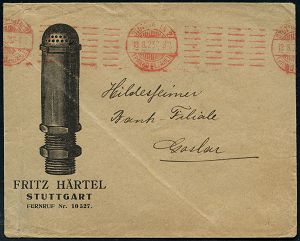 Hildesheimer
Bank-Filiale
Goslar
FRITZ HÄRTEL
STUTTGART
FERNRUF Nr. 10527.